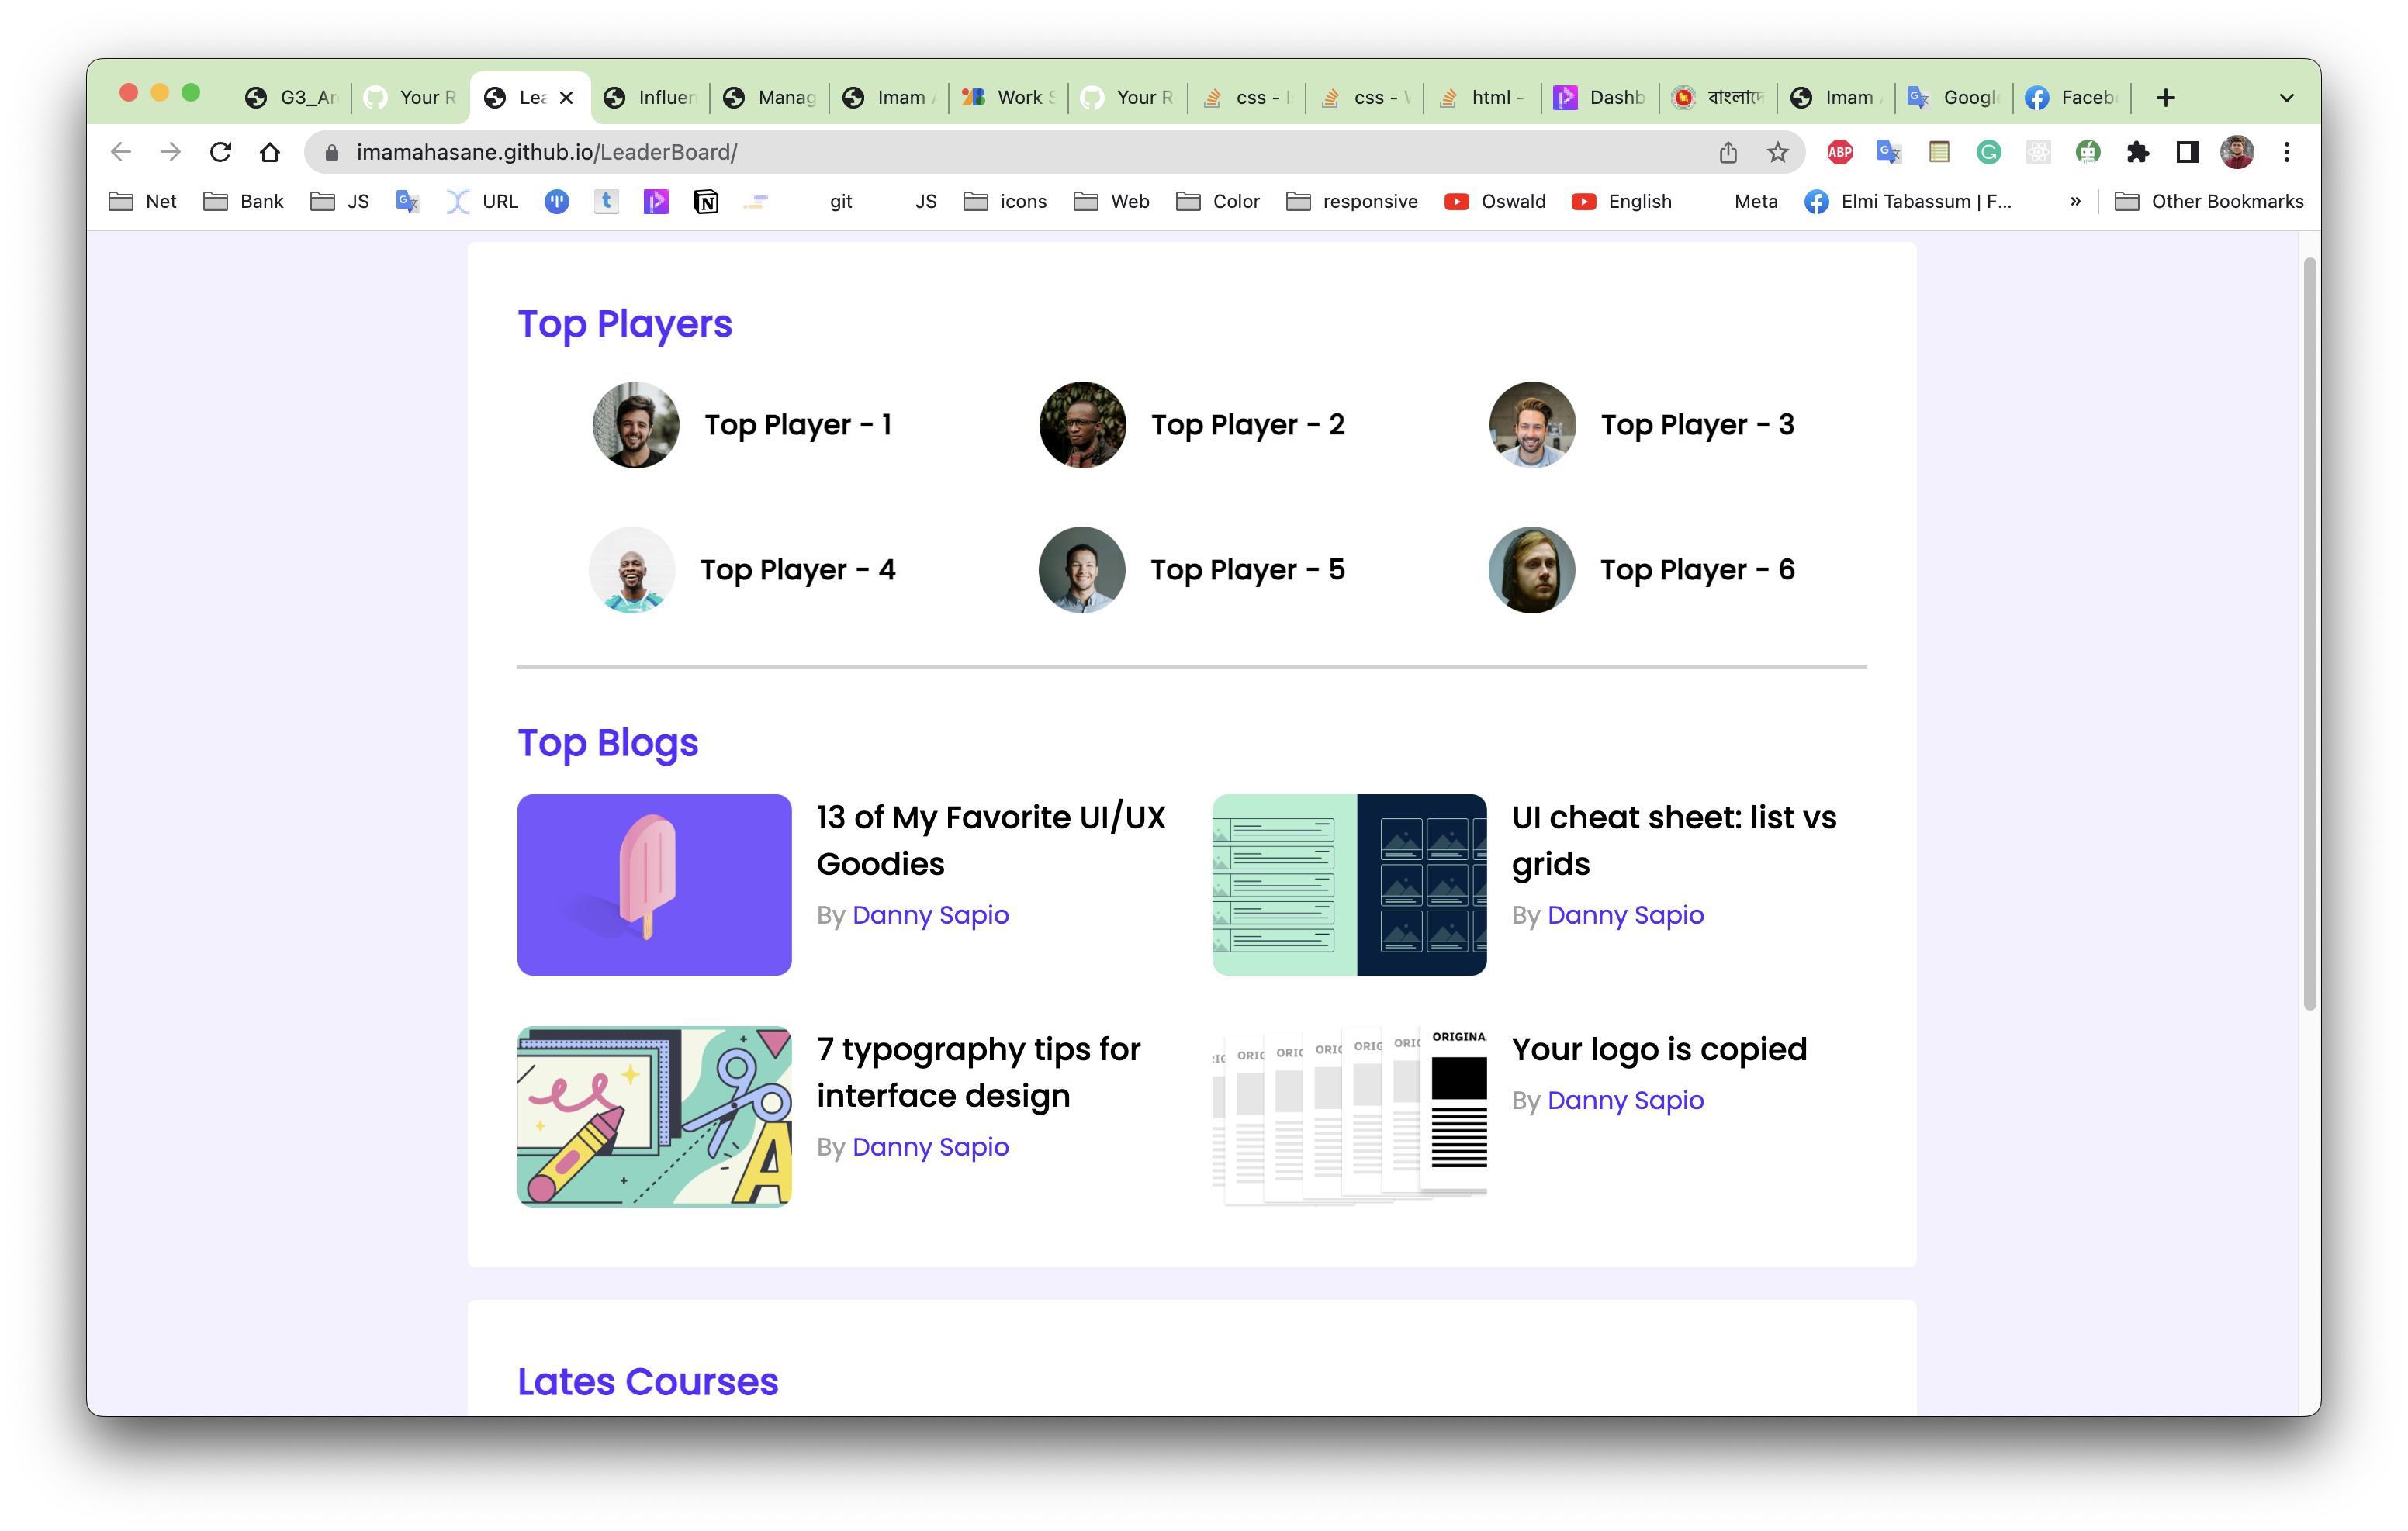 G3_Ar
Your R
Lea
Influen
Manag
Imam
Work S
Your R
css -
css -
html -
Dashb
বাংলাদে
Imam
Googl
Faceb
imamahasane.github.io/LeaderBoard/
ABP
Net
Bank
JS
URL
git
JS
icons
Web
Color
responsive
Oswald
English
Meta
Elmi Tabassum | F...
»
Other Bookmarks
Top Players
Top Player - 1
Top Player - 2
Top Player - 3
Top Player - 4
Top Player - 5
Top Player - 6
Top Blogs
13 of My Favorite UI/UX
Goodies
By Danny Sapio
UI cheat sheet: list vs
grids
By Danny Sapio
7 typography tips for
interface design
By Danny Sapio
ORIGINA
Your logo is copied
By Danny Sapio
Lates Courses